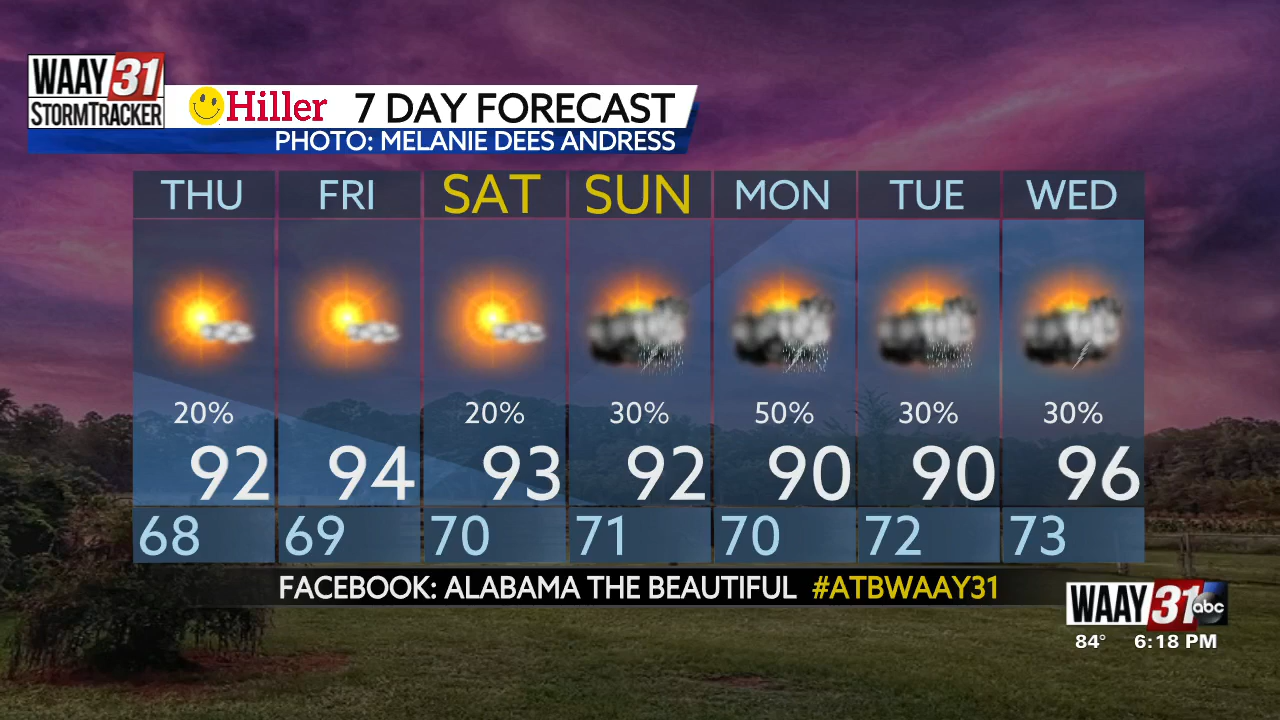 WAAY 31
STORMTRACKER
Hiller 7 DAY FORECAST
PHOTO: MELANIE DEES ANDRESS
THU FRI SAT SUN MON TUE WED
20% 20% 30% 50% 30% 30%
92 94 93 92 90 90 96
68 69 70 71 70 72 73
FACEBOOK: ALABAMA THE BEAUTIFUL #ATBWAAY31
WAAY 31 abc
84° 6:18 PM